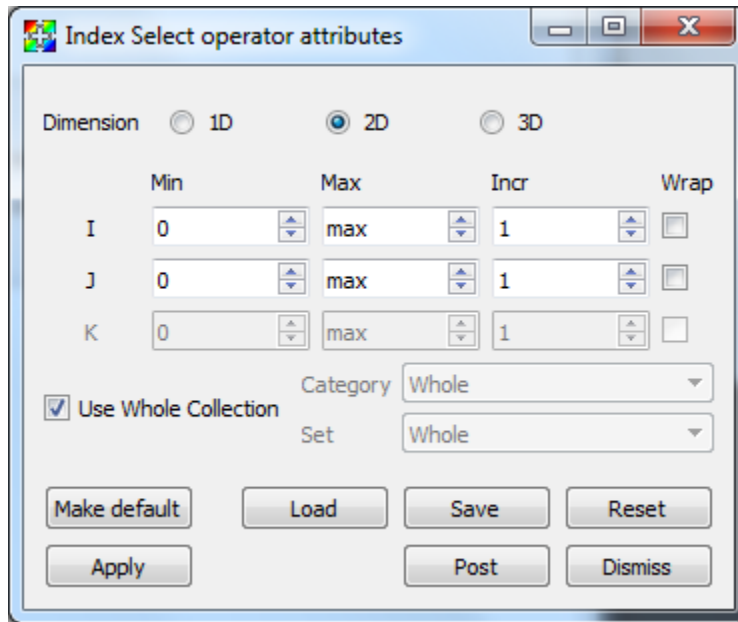 Index Select operator attributes
Dimension 1D 2D 3D
Min Max Incr Wrap
I 0 max 1
J 0 max 1
K 0 max 1
Category Whole
Use Whole Collection
Set Whole
Make default Load Save Reset
Apply Post Dismiss